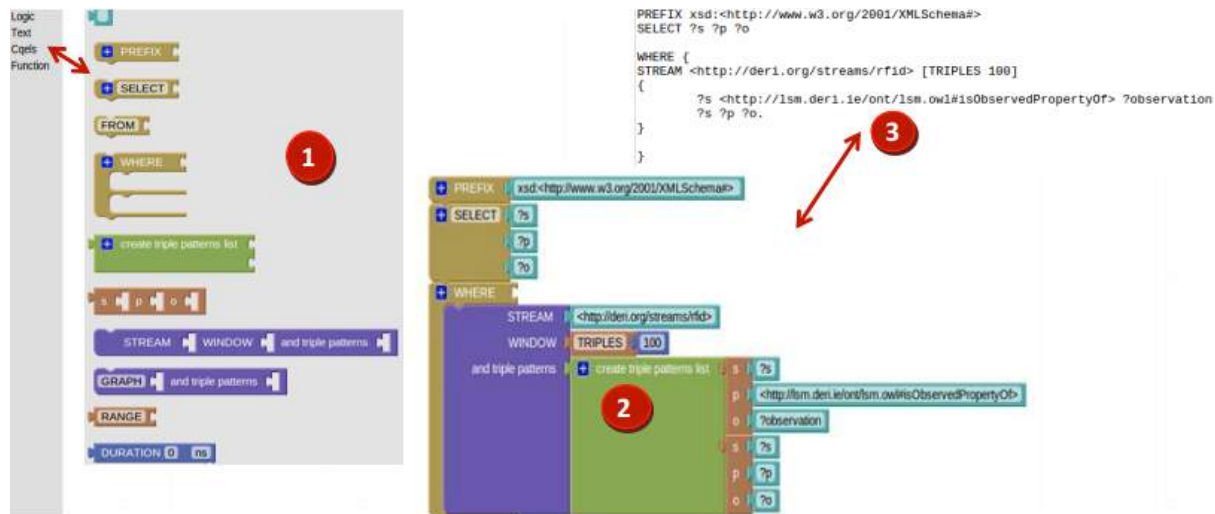 Logic
Text
Cqels
Function
PREFIX
SELECT
FROM
1
WHERE
create triple patterns list
s p o
STREAM WINDOW and triple patterns
GRAPH and triple patterns
RANGE
DURATION 0 ns
PREFIX xsd:<http://www.w3.org/2001/XMLSchema#>
SELECT ?s ?p ?o
WHERE {
STREAM <http://deri.org/streams/rfid> [TRIPLES 100]
{
?s <http://lsm.deri.ie/ont/lsm.owl#isObservedPropertyOf> ?observation
?s ?p ?o.
}
}
3
PREFIX xsd:<http://www.w3.org/2001/XMLSchema#>
SELECT ?s
?p
?o
WHERE
STREAM <http://deri.org/streams/rfid>
WINDOW TRIPLES 100
and triple patterns create triple patterns list s ?s
p <http://lsm.deri.ie/ont/lsm.owl#isObservedPropertyOf>
2
o ?observation
s ?s
p ?p
o ?o